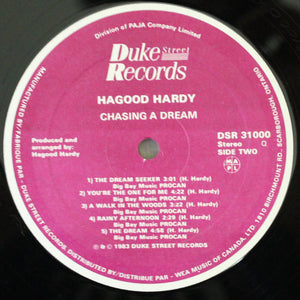 Division of PAJA Company Limited
Duke Street
Records
HAGOOD HARDY
CHASING A DREAM
DSR 31000
Stereo
SIDE TWO
Produced and
arranged by:
Hagood Hardy
MAPL
1) THE DREAM SEEKER 3:01 (H. Hardy)
Big Bay Music PROCAN
2) YOU'RE THE ONE FOR ME 4:22 (H. Hardy)
Big Bay Music PROCAN
3) A WALK IN THE WOODS 3:22 (H. Hardy)
Big Bay Music PROCAN
4) RAINY AFTERNOON 2:29 (H. Hardy)
Big Bay Music PROCAN
5) THE DREAM 4:58 (H. Hardy)
Big Bay Music PROCAN
℗ © 1983 DUKE STREET RECORDS
MANUFACTURED BY/FABRIQUE PAR - DUKE STREET RECORDS. DISTRIBUTED BY/DISTRIBUE PAR - WEA MUSIC OF CANADA, LTD. 1810 BIRCHMOUNT RD. SCARBOROUGH, ONTARIO